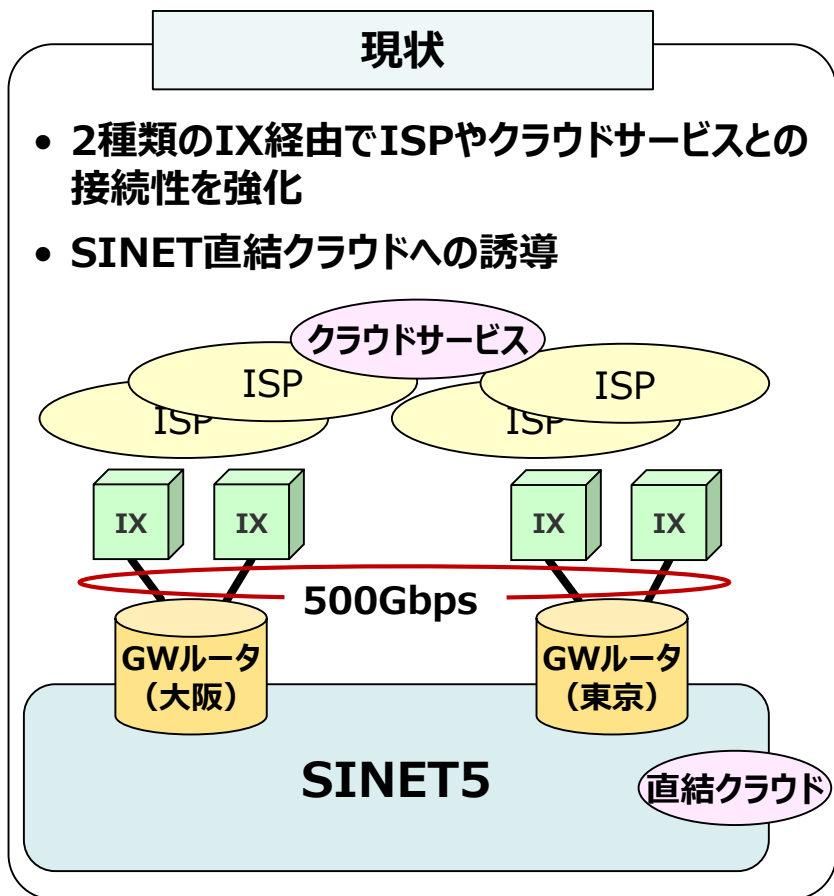 現状
• 2種類のIX経由でISPやクラウドサービスとの
接続性を強化
• SINET直結クラウドへの誘導
クラウドサービス
ISP
ISP
ISP
ISP
IX
IX
IX
IX
500Gbps
GWルータ
（大阪）
GWルータ
（東京）
SINET5
直結クラウド